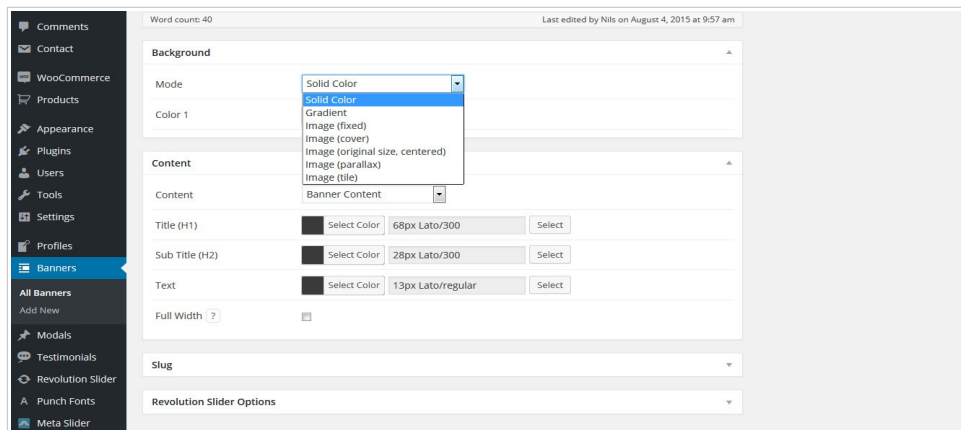 Comments
Contact
WooCommerce
Products
Appearance
Plugins
Users
Tools
Settings
Profiles
Banners
All Banners
Add New
Modals
Testimonials
Revolution Slider
Punch Fonts
Meta Slider
Word count: 40 Last edited by Nils on August 4, 2015 at 9:57 am
Background
Mode Solid Color
Solid Color
Gradient
Image (fixed)
Image (cover)
Image (original size, centered)
Image (parallax)
Image (tile)
Color 1
Content
Content Banner Content
Title (H1) Select Color 68px Lato/300 Select
Sub Title (H2) Select Color 28px Lato/300 Select
Text Select Color 13px Lato/regular Select
Full Width ?
Slug
Revolution Slider Options